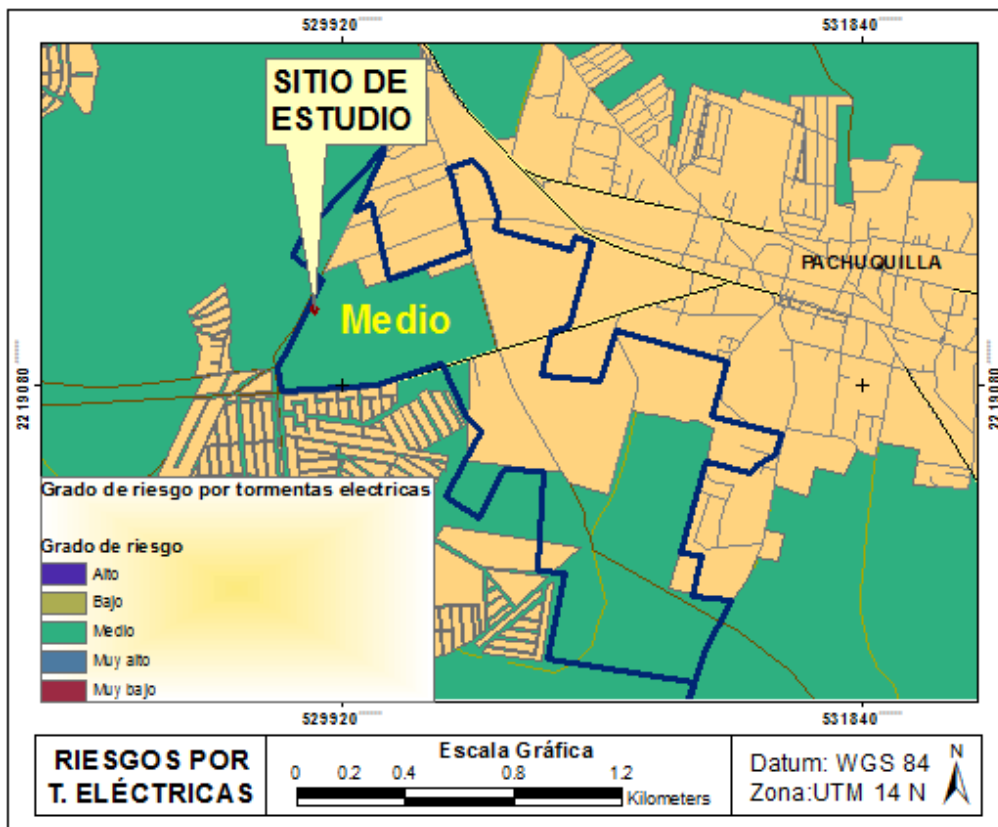 529920
531840
SITIO DE
ESTUDIO
PACHUQUILLA
Medio
2219080
2219080
Grado de riesgo por tormentas electricas
Grado de riesgo
Alto
Bajo
Medio
Muy alto
Muy bajo
529920
531840
RIESGOS POR
T. ELÉCTRICAS
Escala Gráfica
0 0.2 0.4 0.8 1.2
Kilometers
Datum: WGS 84
Zona:UTM 14 N
N